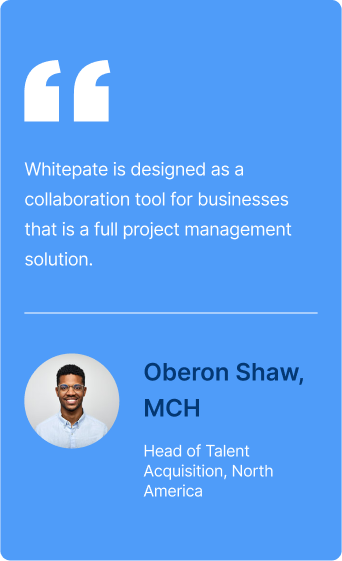 “
Whitepate is designed as a
collaboration tool for businesses
that is a full project management
solution.
Oberon Shaw,
MCH
Head of Talent
Acquisition, North
America